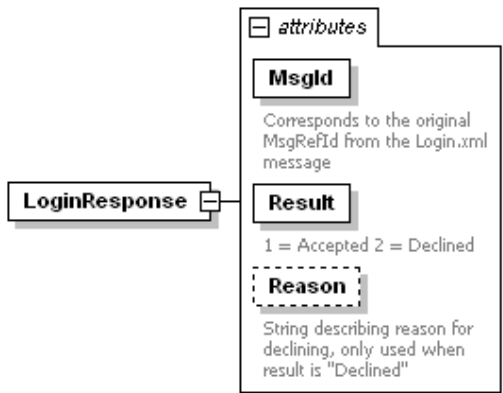 attributes
MsgId
Corresponds to the original
MsgRefId from the Login.xml
message
LoginResponse
Result
1 = Accepted 2 = Declined
Reason
String describing reason for
declining, only used when
result is "Declined"